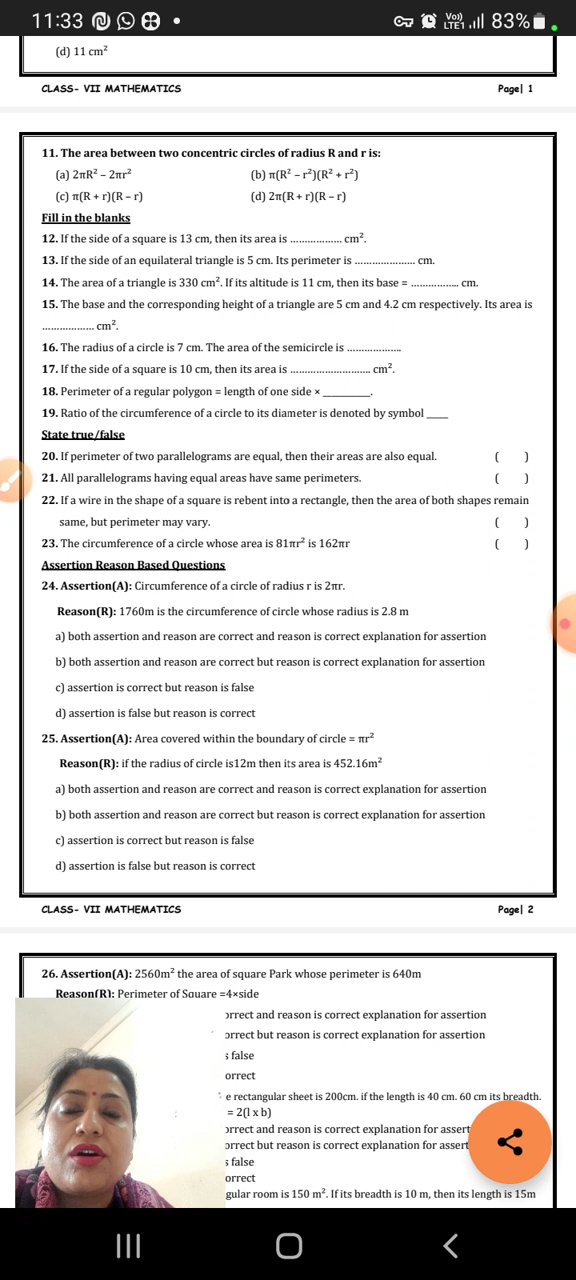 11:33
Vo)) LTE1 83%
(d) 11 cm²
CLASS- VII MATHEMATICS Page| 1
11. The area between two concentric circles of radius R and r is:
(a) 2πR² – 2πr² (b) π(R² – r²)(R² + r²)
(c) π(R + r)(R – r) (d) 2π(R + r)(R – r)
Fill in the blanks
12. If the side of a square is 13 cm, then its area is .................. cm².
13. If the side of an equilateral triangle is 5 cm. Its perimeter is ..................... cm.
14. The area of a triangle is 330 cm². If its altitude is 11 cm, then its base = ................. cm.
15. The base and the corresponding height of a triangle are 5 cm and 4.2 cm respectively. Its area is
.................. cm².
16. The radius of a circle is 7 cm. The area of the semicircle is ...................
17. If the side of a square is 10 cm, then its area is ............................ cm².
18. Perimeter of a regular polygon = length of one side × _________.
19. Ratio of the circumference of a circle to its diameter is denoted by symbol ____
State true/false
20. If perimeter of two parallelograms are equal, then their areas are also equal. ( )
21. All parallelograms having equal areas have same perimeters. ( )
22. If a wire in the shape of a square is rebent into a rectangle, then the area of both shapes remain
same, but perimeter may vary. ( )
23. The circumference of a circle whose area is 81πr² is 162πr ( )
Assertion Reason Based Questions
24. Assertion(A): Circumference of a circle of radius r is 2πr.
Reason(R): 1760m is the circumference of circle whose radius is 2.8 m
a) both assertion and reason are correct and reason is correct explanation for assertion
b) both assertion and reason are correct but reason is correct explanation for assertion
c) assertion is correct but reason is false
d) assertion is false but reason is correct
25. Assertion(A): Area covered within the boundary of circle = πr²
Reason(R): if the radius of circle is12m then its area is 452.16m²
a) both assertion and reason are correct and reason is correct explanation for assertion
b) both assertion and reason are correct but reason is correct explanation for assertion
c) assertion is correct but reason is false
d) assertion is false but reason is correct
CLASS- VII MATHEMATICS Page| 2
26. Assertion(A): 2560m² the area of square Park whose perimeter is 640m
Reason(R): Perimeter of Square =4×side
orrect and reason is correct explanation for assertion
orrect but reason is correct explanation for assertion
s false
orrect
e rectangular sheet is 200cm. if the length is 40 cm. 60 cm its breadth.
= 2(l x b)
orrect and reason is correct explanation for assert
orrect but reason is correct explanation for assert
s false
orrect
gular room is 150 m². If its breadth is 10 m, then its length is 15m